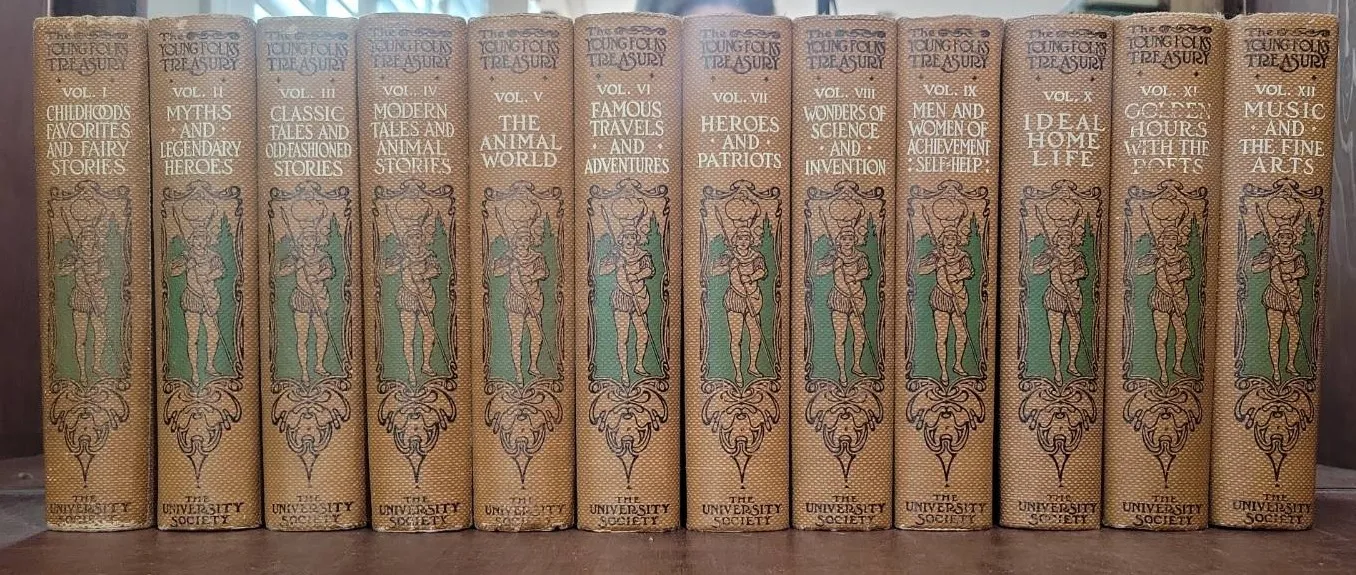 The
YOUNG FOLKS
TREASURY
VOL. I
CHILDHOOD'S
FAVORITES
AND FAIRY
STORIES
THE
UNIVERSITY
SOCIETY
The
YOUNG FOLKS
TREASURY
VOL. II
MYTHS
· AND ·
LEGENDARY
HEROES
THE
UNIVERSITY
SOCIETY
The
YOUNG FOLKS
TREASURY
VOL. III
CLASSIC
TALES AND
OLD-FASHIONED
STORIES
THE
UNIVERSITY
SOCIETY
The
YOUNG FOLKS
TREASURY
VOL. IV
MODERN
TALES AND
ANIMAL
STORIES
THE
UNIVERSITY
SOCIETY
The
YOUNG FOLKS
TREASURY
VOL. V
THE
ANIMAL
WORLD
THE
UNIVERSITY
SOCIETY
The
YOUNG FOLKS
TREASURY
VOL. VI
FAMOUS
TRAVELS
· AND ·
ADVENTURES
THE
UNIVERSITY
SOCIETY
The
YOUNG FOLKS
TREASURY
VOL. VII
HEROES
· AND ·
PATRIOTS
THE
UNIVERSITY
SOCIETY
The
YOUNG FOLKS
TREASURY
VOL. VIII
WONDERS OF
SCIENCE
· AND ·
INVENTION
THE
UNIVERSITY
SOCIETY
The
YOUNG FOLKS
TREASURY
VOL. IX
MEN AND
WOMEN OF
ACHIEVEMENT
: SELF-HELP :
THE
UNIVERSITY
SOCIETY
The
YOUNG FOLKS
TREASURY
VOL. X
IDEAL
HOME
LIFE
THE
UNIVERSITY
SOCIETY
The
YOUNG FOLKS
TREASURY
VOL. XI
GOLDEN
HOURS
WITH THE
POETS
THE
UNIVERSITY
SOCIETY
The
YOUNG FOLKS
TREASURY
VOL. XII
MUSIC
· AND ·
THE FINE
ARTS
THE
UNIVERSITY
SOCIETY